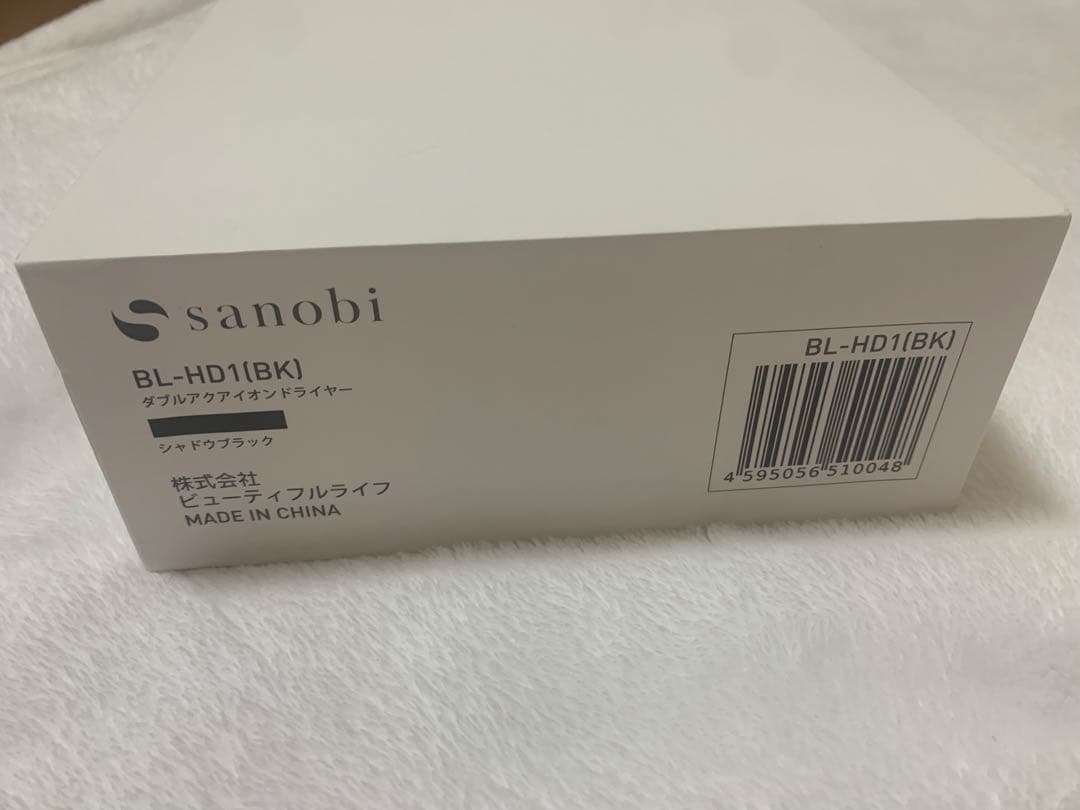 sanobi
BL-HD1(BK)
ダブルアクアイオンドライヤー
シャドウブラック
株式会社
ビューティフルライフ
MADE IN CHINA
BL-HD1(BK)
4 595056 510048